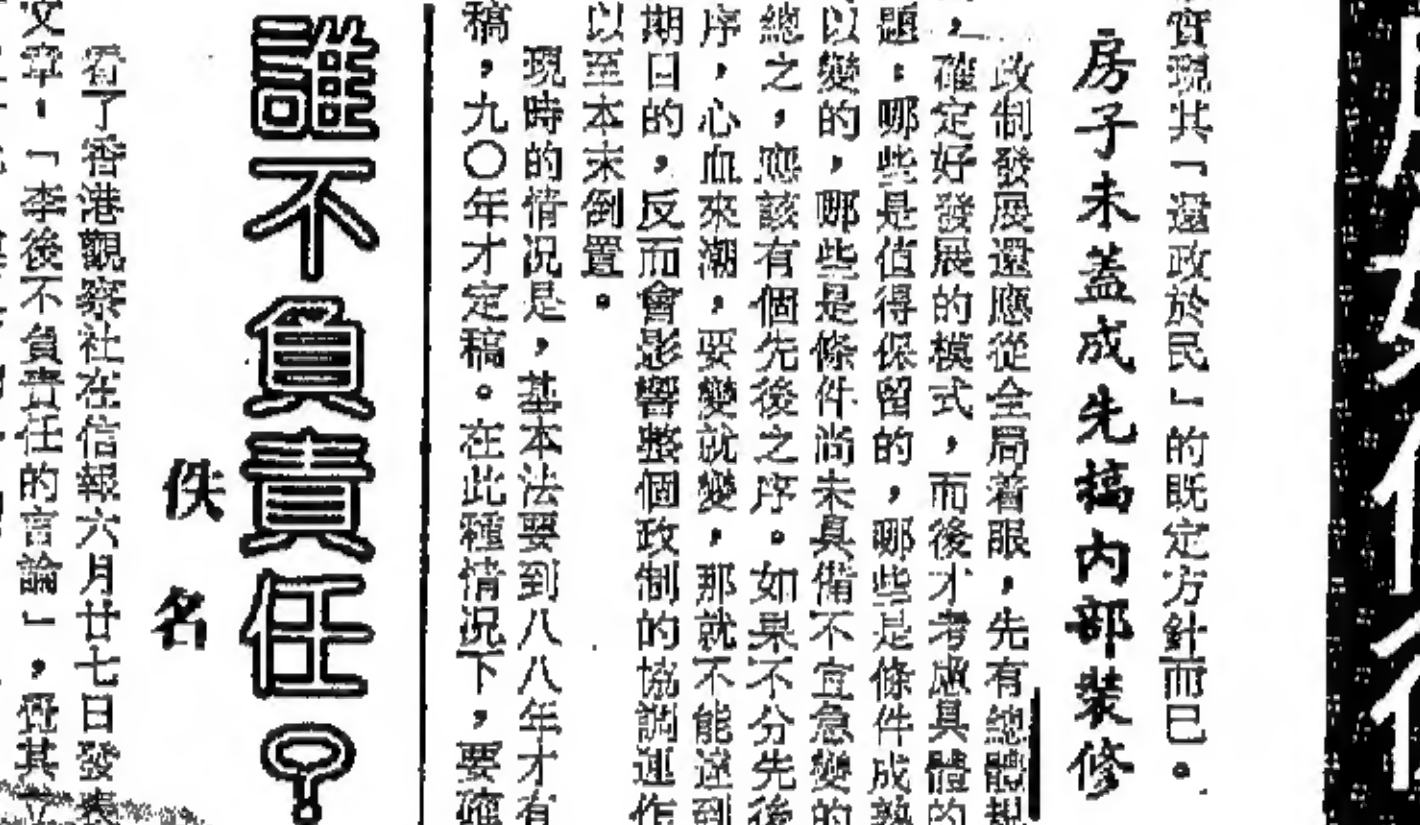 實現其「還政於民」的既定方針而已。
房子未蓋成先搞內部裝修
政制發展還應從全局着眼,先有總體規
,確定好發展的模式,而後才考慮具體的
題:哪些是值得保留的,哪些是條件成熟
以變的,哪些是條件尚未具備不宜急變的
總之,應該有個先後之序。如果不分先後
序,心血來潮,要變就變,那就不能達到
期目的,反而會影響整個政制的協調運作
以至本末倒置。
現時的情况是,基本法要到八八年才有
稿,九〇年才定稿。在此種情况下,要確
誰不負責任?
佚名
看了香港觀察社在信報六月廿七日發表
文章,「李後不負責任的言論」,覺其立